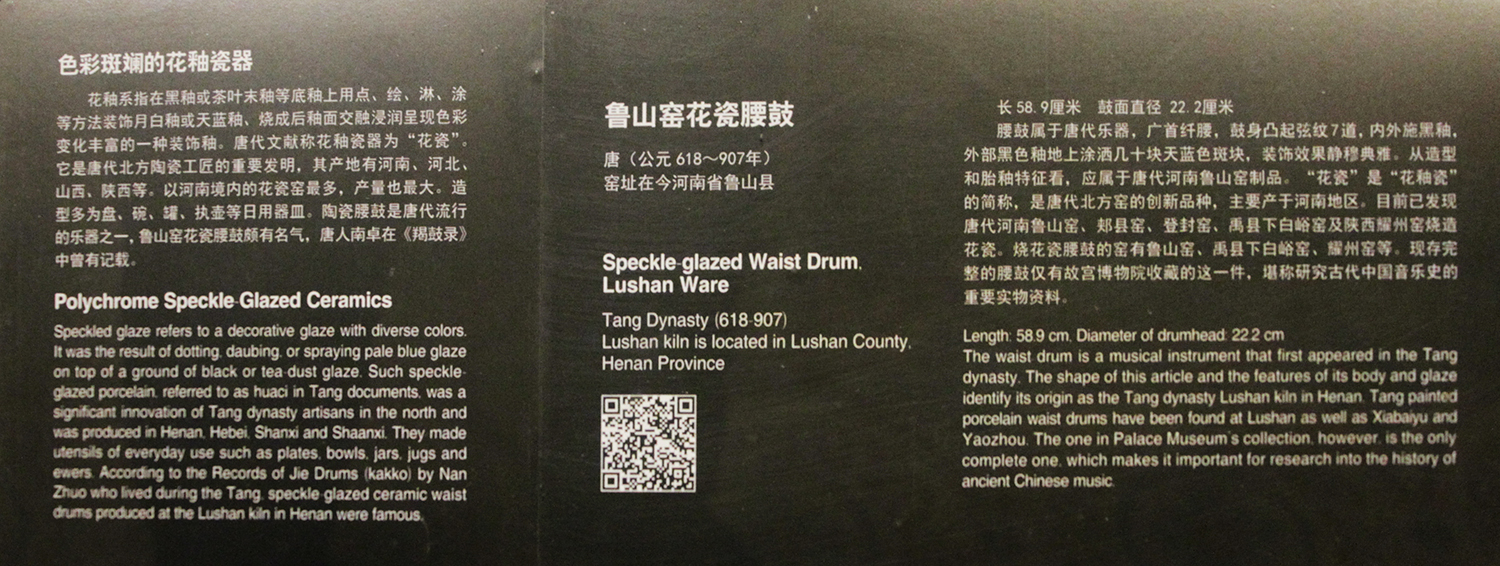 色彩斑斓的花釉瓷器
花釉系指在黑釉或茶叶末釉等底釉上用点、绘、淋、涂
等方法装饰月白釉或天蓝釉、烧成后釉面交融浸润呈现色彩
变化丰富的一种装饰釉。唐代文献称花釉瓷器为“花瓷”。
它是唐代北方陶瓷工匠的重要发明，其产地有河南、河北、
山西、陕西等。以河南境内的花瓷窑最多，产量也最大。造
型多为盘、碗、罐、执壶等日用器皿。陶瓷腰鼓是唐代流行
的乐器之一，鲁山窑花瓷腰鼓颇有名气，唐人南卓在《羯鼓录》
中曾有记载。
Polychrome Speckle-Glazed Ceramics
Speckled glaze refers to a decorative glaze with diverse colors.
It was the result of dotting, daubing, or spraying pale blue glaze
on top of a ground of black or tea-dust glaze. Such speckle-
glazed porcelain, referred to as huaci in Tang documents, was a
significant innovation of Tang dynasty artisans in the north and
was produced in Henan, Hebei, Shanxi and Shaanxi. They made
utensils of everyday use such as plates, bowls, jars, jugs and
ewers. According to the Records of Jie Drums (kakko) by Nan
Zhuo who lived during the Tang, speckle-glazed ceramic waist
drums produced at the Lushan kiln in Henan were famous.
鲁山窑花瓷腰鼓
唐（公元 618～907年）
窑址在今河南省鲁山县
Speckle-glazed Waist Drum,
Lushan Ware
Tang Dynasty (618-907)
Lushan kiln is located in Lushan County,
Henan Province
长 58.9厘米 鼓面直径 22.2厘米
腰鼓属于唐代乐器，广首纤腰，鼓身凸起弦纹7道，内外施黑釉，
外部黑色釉地上涂洒几十块天蓝色斑块，装饰效果静穆典雅。从造型
和胎釉特征看，应属于唐代河南鲁山窑制品。“花瓷”是“花釉瓷”
的简称，是唐代北方窑的创新品种，主要产于河南地区。目前已发现
唐代河南鲁山窑、郏县窑、登封窑、禹县下白峪窑及陕西耀州窑烧造
花瓷。烧花瓷腰鼓的窑有鲁山窑、禹县下白峪窑、耀州窑等。现存完
整的腰鼓仅有故宫博物院收藏的这一件，堪称研究古代中国音乐史的
重要实物资料。
Length: 58.9 cm, Diameter of drumhead: 22.2 cm
The waist drum is a musical instrument that first appeared in the Tang
dynasty. The shape of this article and the features of its body and glaze
identify its origin as the Tang dynasty Lushan kiln in Henan. Tang painted
porcelain waist drums have been found at Lushan as well as Xiabaiyu and
Yaozhou. The one in Palace Museum's collection, however, is the only
complete one, which makes it important for research into the history of
ancient Chinese music.